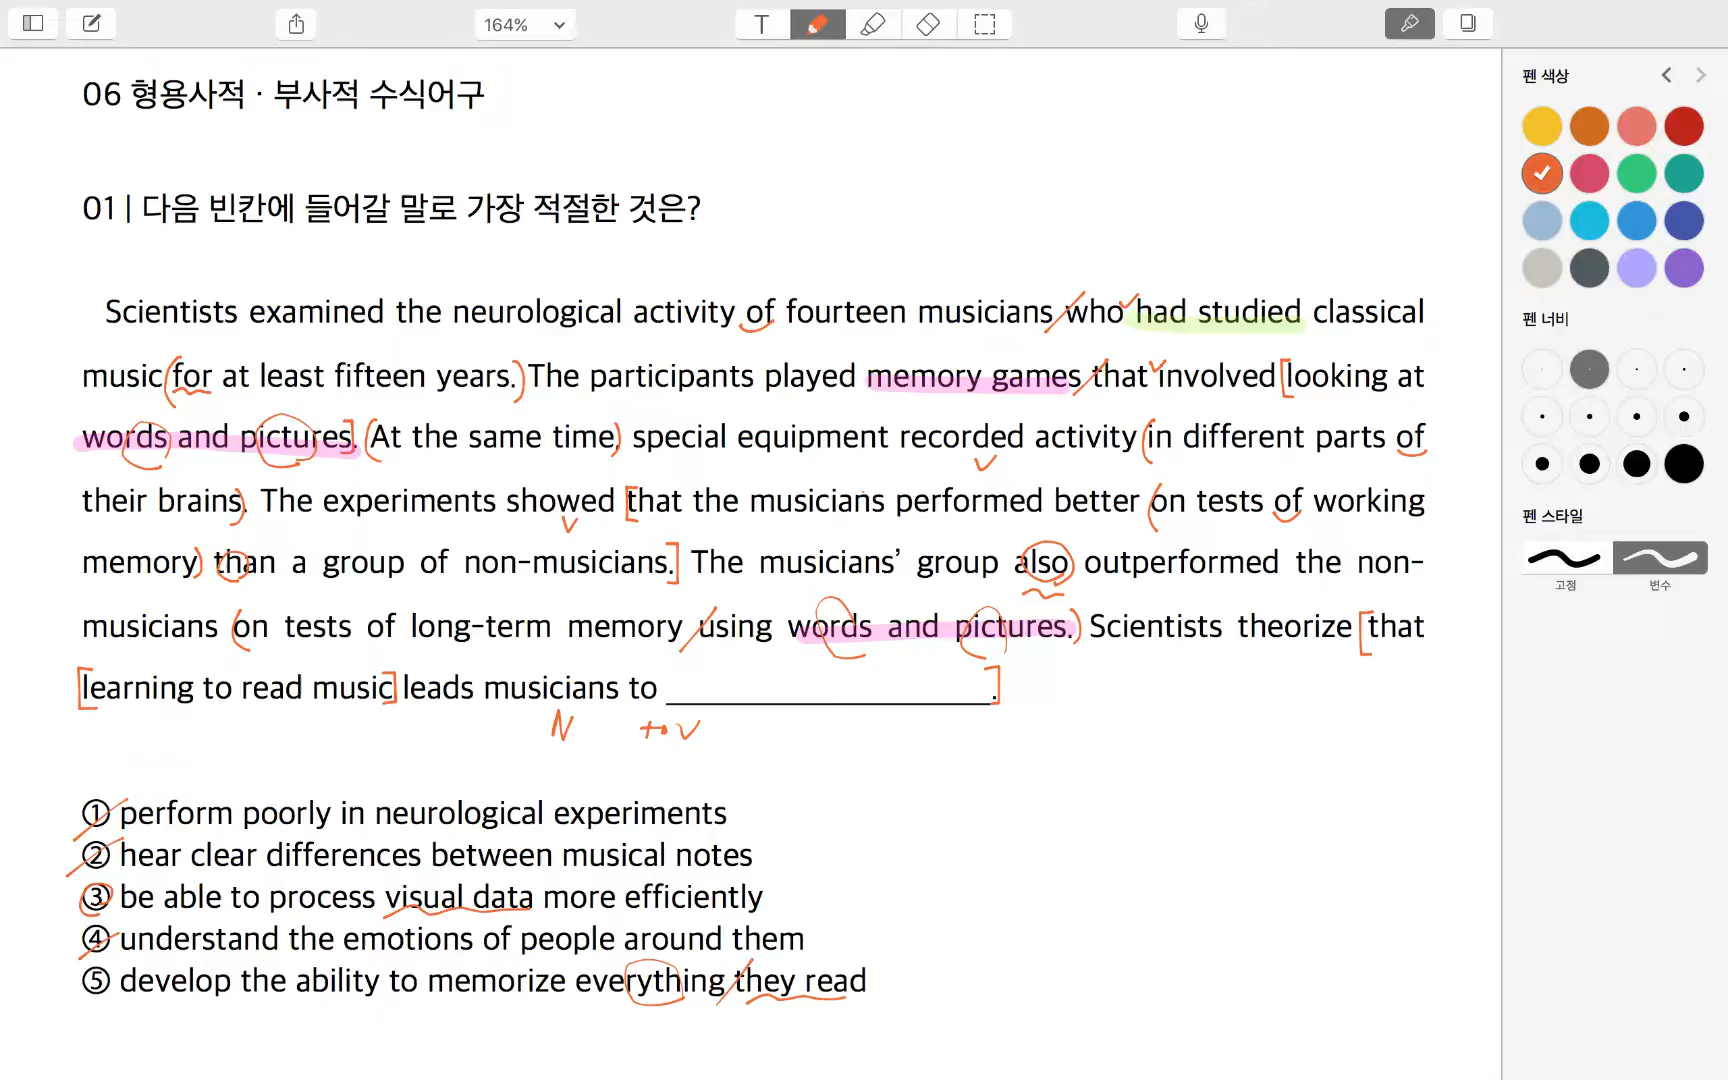 164%
T
06 형용사적 · 부사적 수식어구
펜 색상
01 | 다음 빈칸에 들어갈 말로 가장 적절한 것은?
Scientists examined the neurological activity of fourteen musicians who had studied classical
펜 너비
music for at least fifteen years. The participants played memory games that involved looking at
words and pictures. At the same time, special equipment recorded activity in different parts of
their brains. The experiments showed that the musicians performed better on tests of working
펜 스타일
memory than a group of non-musicians. The musicians' group also outperformed the non-
고정
변수
musicians on tests of long-term memory using words and pictures. Scientists theorize that
learning to read music leads musicians to ____________________.
N to V
① perform poorly in neurological experiments
② hear clear differences between musical notes
③ be able to process visual data more efficiently
④ understand the emotions of people around them
⑤ develop the ability to memorize everything they read